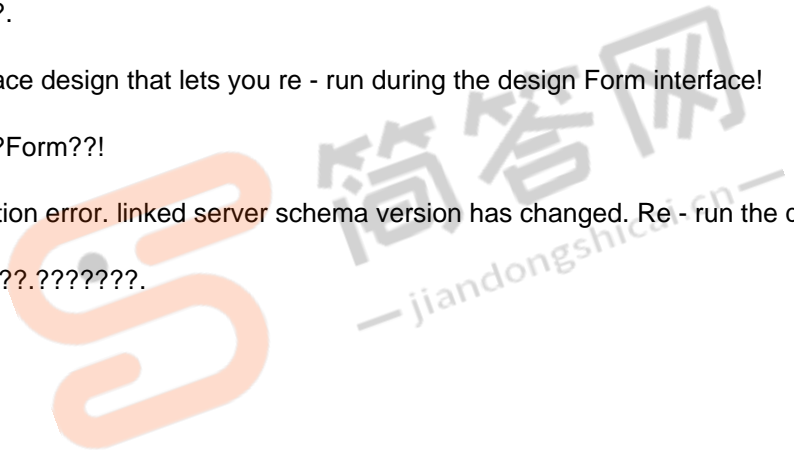 ?.
ace design that lets you re - run during the design Form interface!
?Form??!
tion error. linked server schema version has changed. Re - run the
??.???????.
简答网
— jiandongshicai.cn —